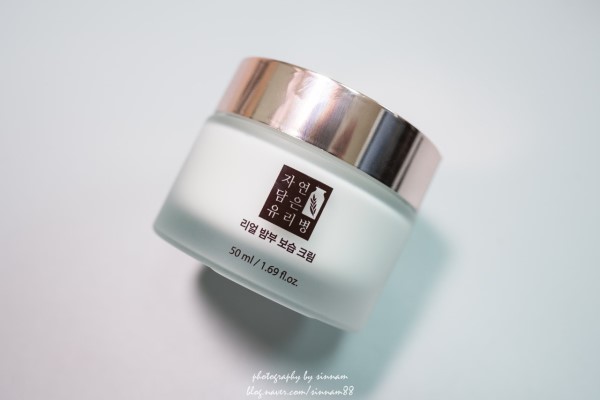 자연
담은
유리병
리얼 밤부 보습 크림
50 ml / 1.69 fl.oz.
photography by sinnam
blog.naver.com/sinnam88